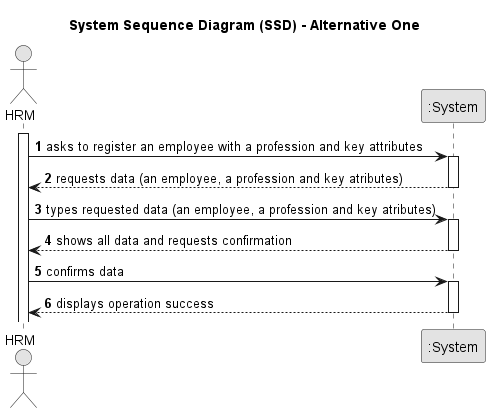 System Sequence Diagram (SSD) - Alternative One
HRM
:System
1 asks to register an employee with a profession and key attributes
2 requests data (an employee, a profession and key atributes)
3 types requested data (an employee, a profession and key atributes)
4 shows all data and requests confirmation
5 confirms data
6 displays operation success
HRM
:System